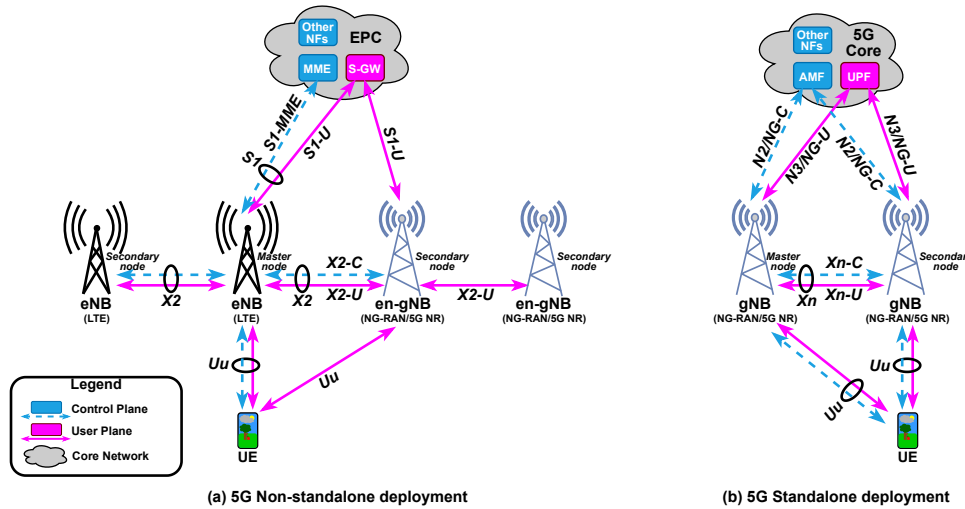 Other
NFs
EPC
MME
S-GW
S1-MME
S1
S1-U
S1-U
Secondary
node
Master
node
Secondary
node
Secondary
node
X2
X2-C
X2
X2-U
X2-U
eNB
(LTE)
eNB
(LTE)
en-gNB
(NG-RAN/5G NR)
en-gNB
(NG-RAN/5G NR)
Uu
Uu
UE
Legend
Control Plane
User Plane
Core Network
(a) 5G Non-standalone deployment
Other
NFs
5G
Core
AMF
UPF
N2/NG-C
N3/NG-U
N2/NG-C
N3/NG-U
Master
node
Secondary
node
Xn-C
Xn
Xn-U
gNB
(NG-RAN/5G NR)
gNB
(NG-RAN/5G NR)
Uu
Uu
UE
(b) 5G Standalone deployment